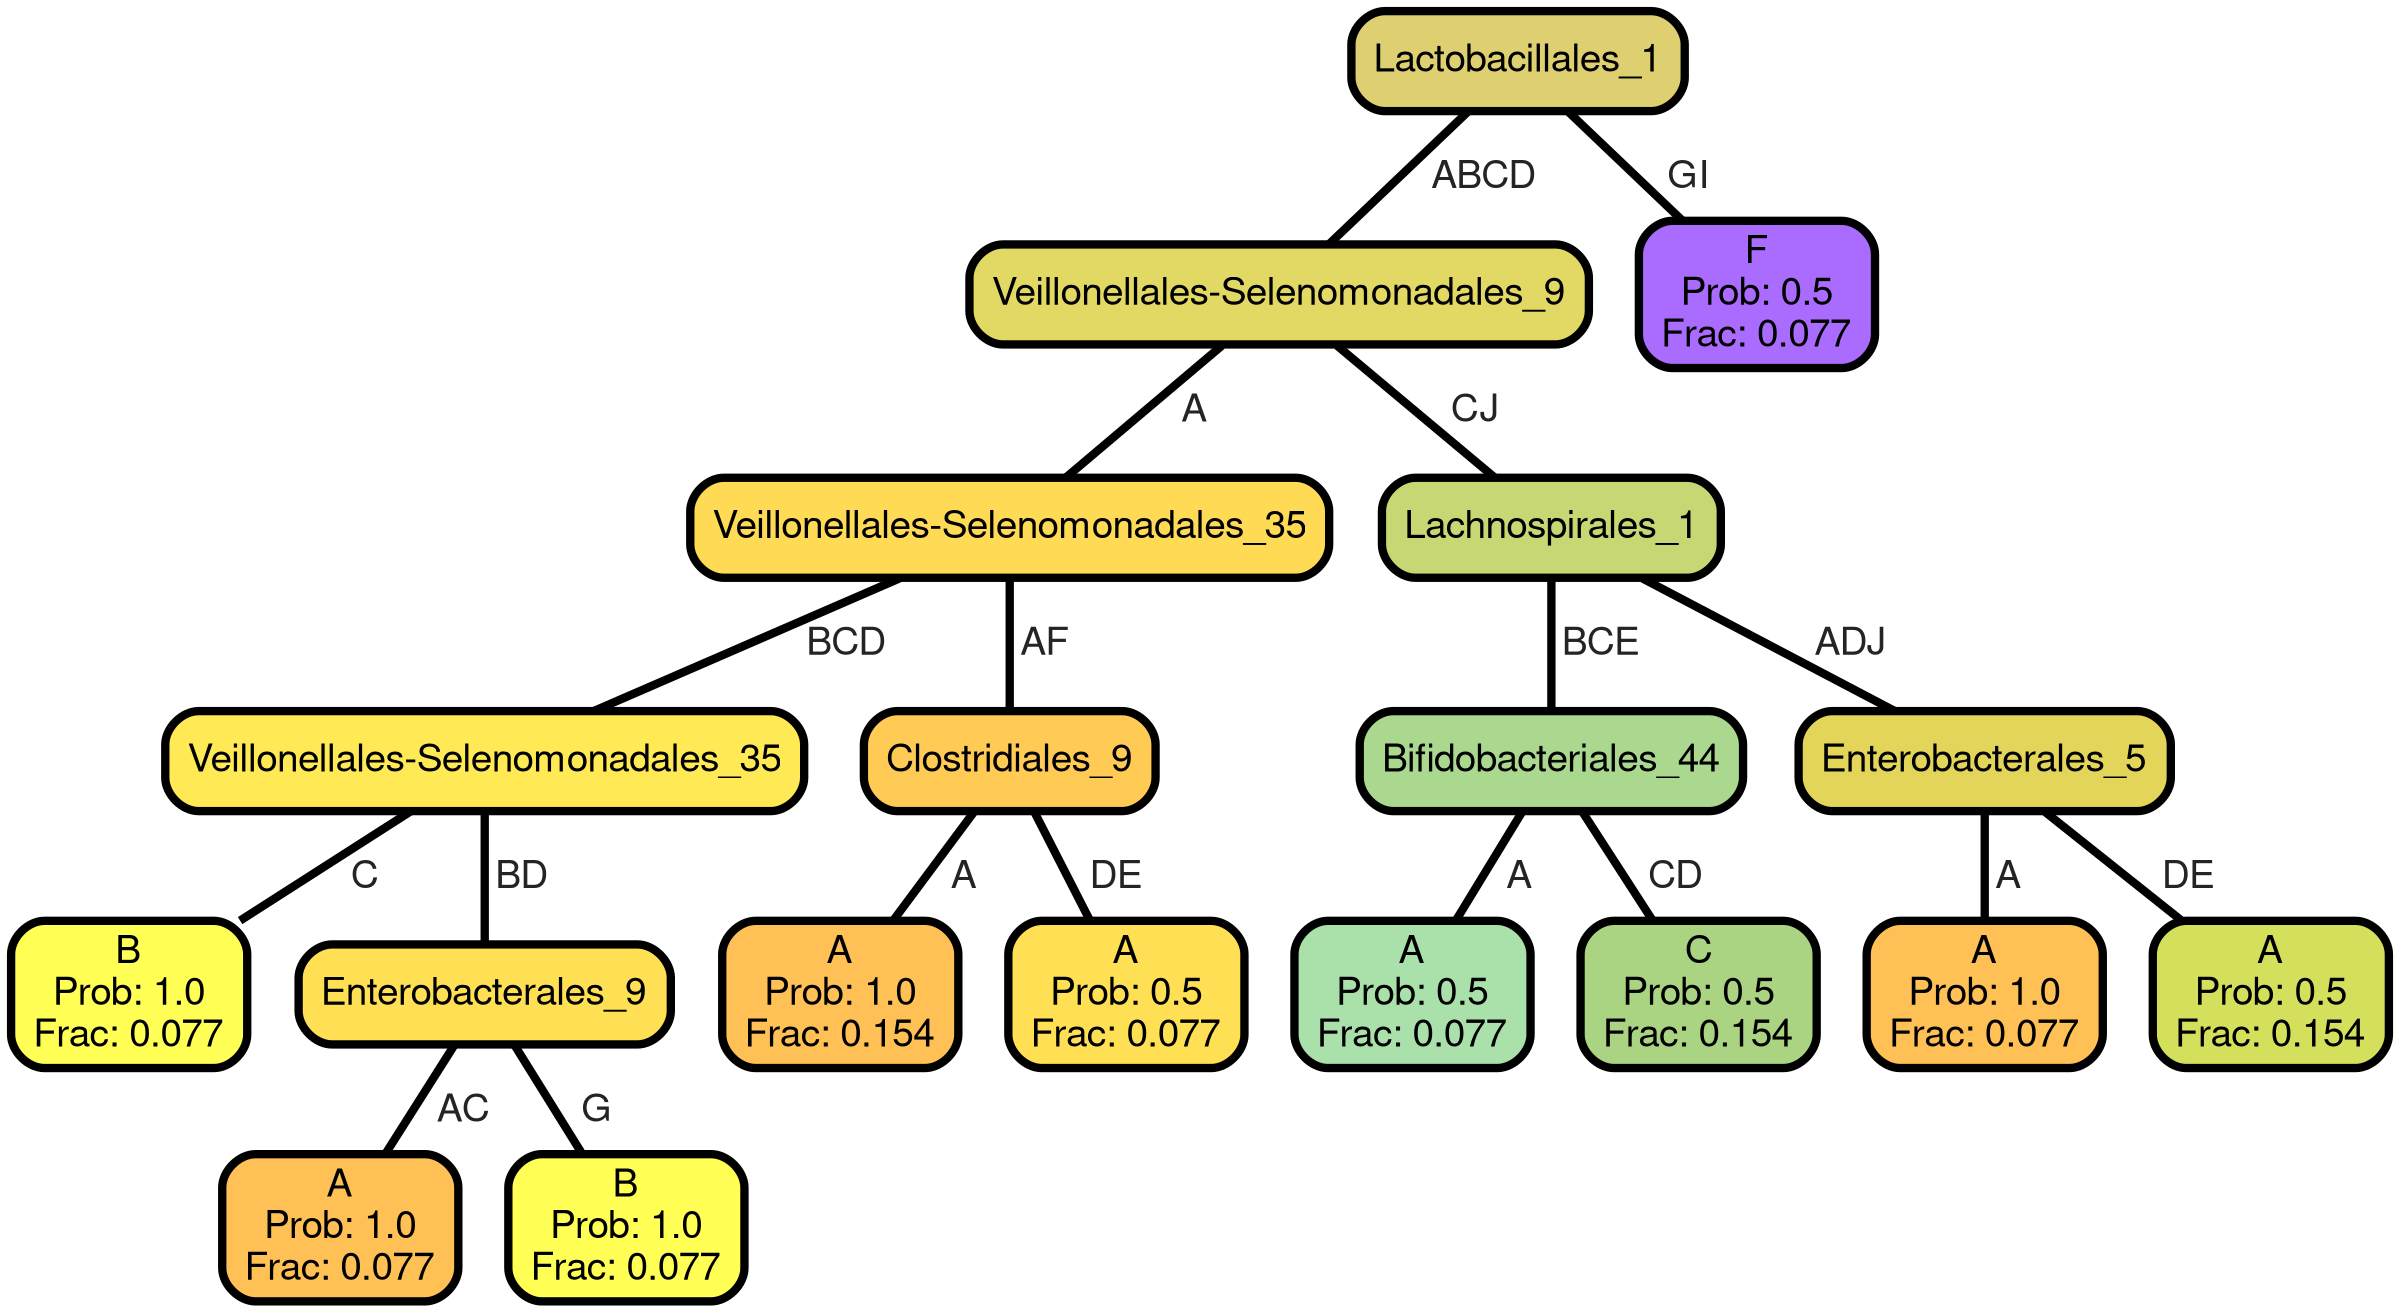 Lactobacillales_1
ABCD
GI
Veillonellales-Selenomonadales_9
F
Prob: 0.5
Frac: 0.077
A
CJ
Veillonellales-Selenomonadales_35
Lachnospirales_1
BCD
AF
BCE
ADJ
Veillonellales-Selenomonadales_35
Clostridiales_9
Bifidobacteriales_44
Enterobacterales_5
C
BD
A
DE
A
CD
A
DE
B
Prob: 1.0
Frac: 0.077
Enterobacterales_9
A
Prob: 1.0
Frac: 0.154
A
Prob: 0.5
Frac: 0.077
A
Prob: 0.5
Frac: 0.077
C
Prob: 0.5
Frac: 0.154
A
Prob: 1.0
Frac: 0.077
A
Prob: 0.5
Frac: 0.154
AC
G
A
Prob: 1.0
Frac: 0.077
B
Prob: 1.0
Frac: 0.077